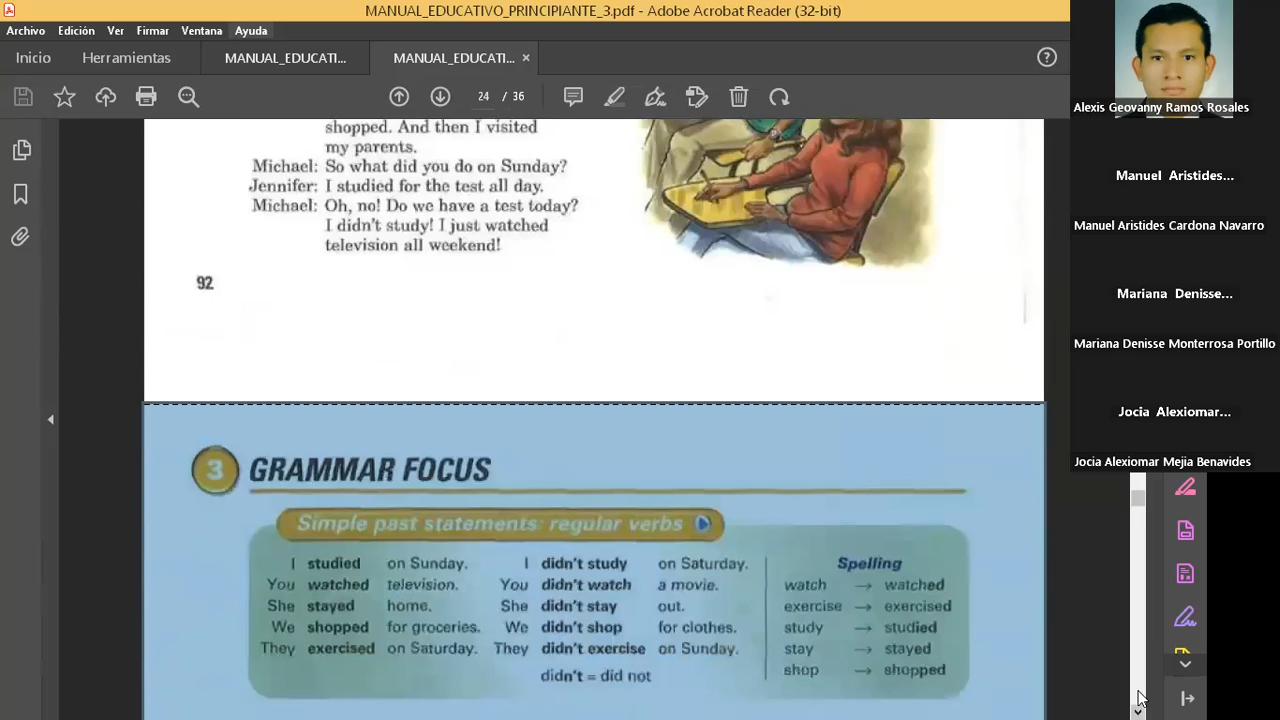 MANUAL_EDUCATIVO_PRINCIPIANTE_3.pdf - Adobe Acrobat Reader (32-bit)
Archivo Edición Ver Firmar Ventana Ayuda
Inicio Herramientas MANUAL_EDUCATI... MANUAL_EDUCATI... ×
24 / 36
shopped. And then I visited
my parents.
Michael: So what did you do on Sunday?
Jennifer: I studied for the test all day.
Michael: Oh, no! Do we have a test today?
I didn't study! I just watched
television all weekend!
92
3 GRAMMAR FOCUS
Simple past statements: regular verbs
I studied on Sunday. I didn't study on Saturday.
You watched television. You didn't watch a movie.
She stayed home. She didn't stay out.
We shopped for groceries. We didn't shop for clothes.
They exercised on Saturday. They didn't exercise on Sunday.
didn't = did not
Spelling
watch → watched
exercise → exercised
study → studied
stay → stayed
shop → shopped
Alexis Geovanny Ramos Rosales
Manuel Aristides...
Manuel Aristides Cardona Navarro
Mariana Denisse...
Mariana Denisse Monterrosa Portillo
Jocia Alexiomar...
Jocia Alexiomar Mejia Benavides